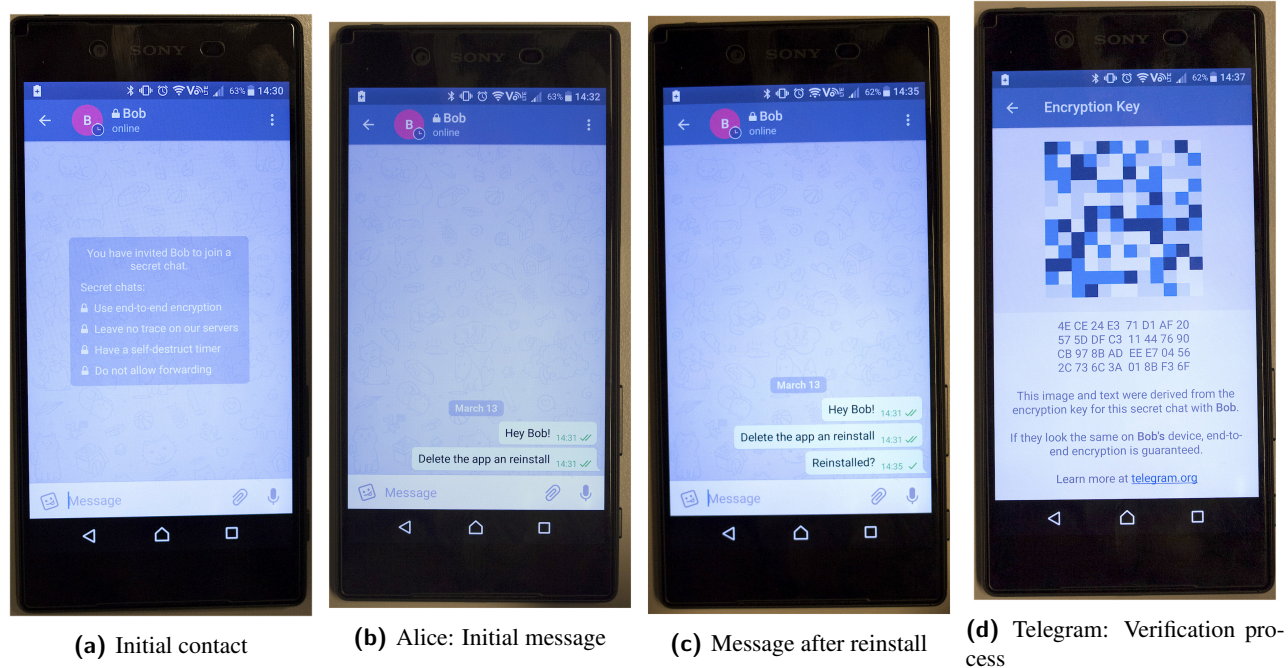 SONY
63% 14:30
Bob
B
online
You have invited Bob to join a
secret chat.
Secret chats:
Use end-to-end encryption
Leave no trace on our servers
Have a self-destruct timer
Do not allow forwarding
Message
(a) Initial contact
SONY
63% 14:32
Bob
B
online
March 13
Hey Bob! 14:31
Delete the app an reinstall 14:31
Message
(b) Alice: Initial message
SONY
62% 14:35
Bob
B
online
March 13
Hey Bob! 14:31
Delete the app an reinstall 14:31
Reinstalled? 14:35
Message
(c) Message after reinstall
SONY
62% 14:37
Encryption Key
4E CE 24 E3 71 D1 AF 20
57 5D DF C3 11 44 76 90
CB 97 8B AD EE E7 04 56
2C 73 6C 3A 01 8B F3 6F
This image and text were derived from the
encryption key for this secret chat with Bob.
If they look the same on Bob's device, end-to-
end encryption is guaranteed.
Learn more at telegram.org
(d) Telegram: Verification pro-
cess